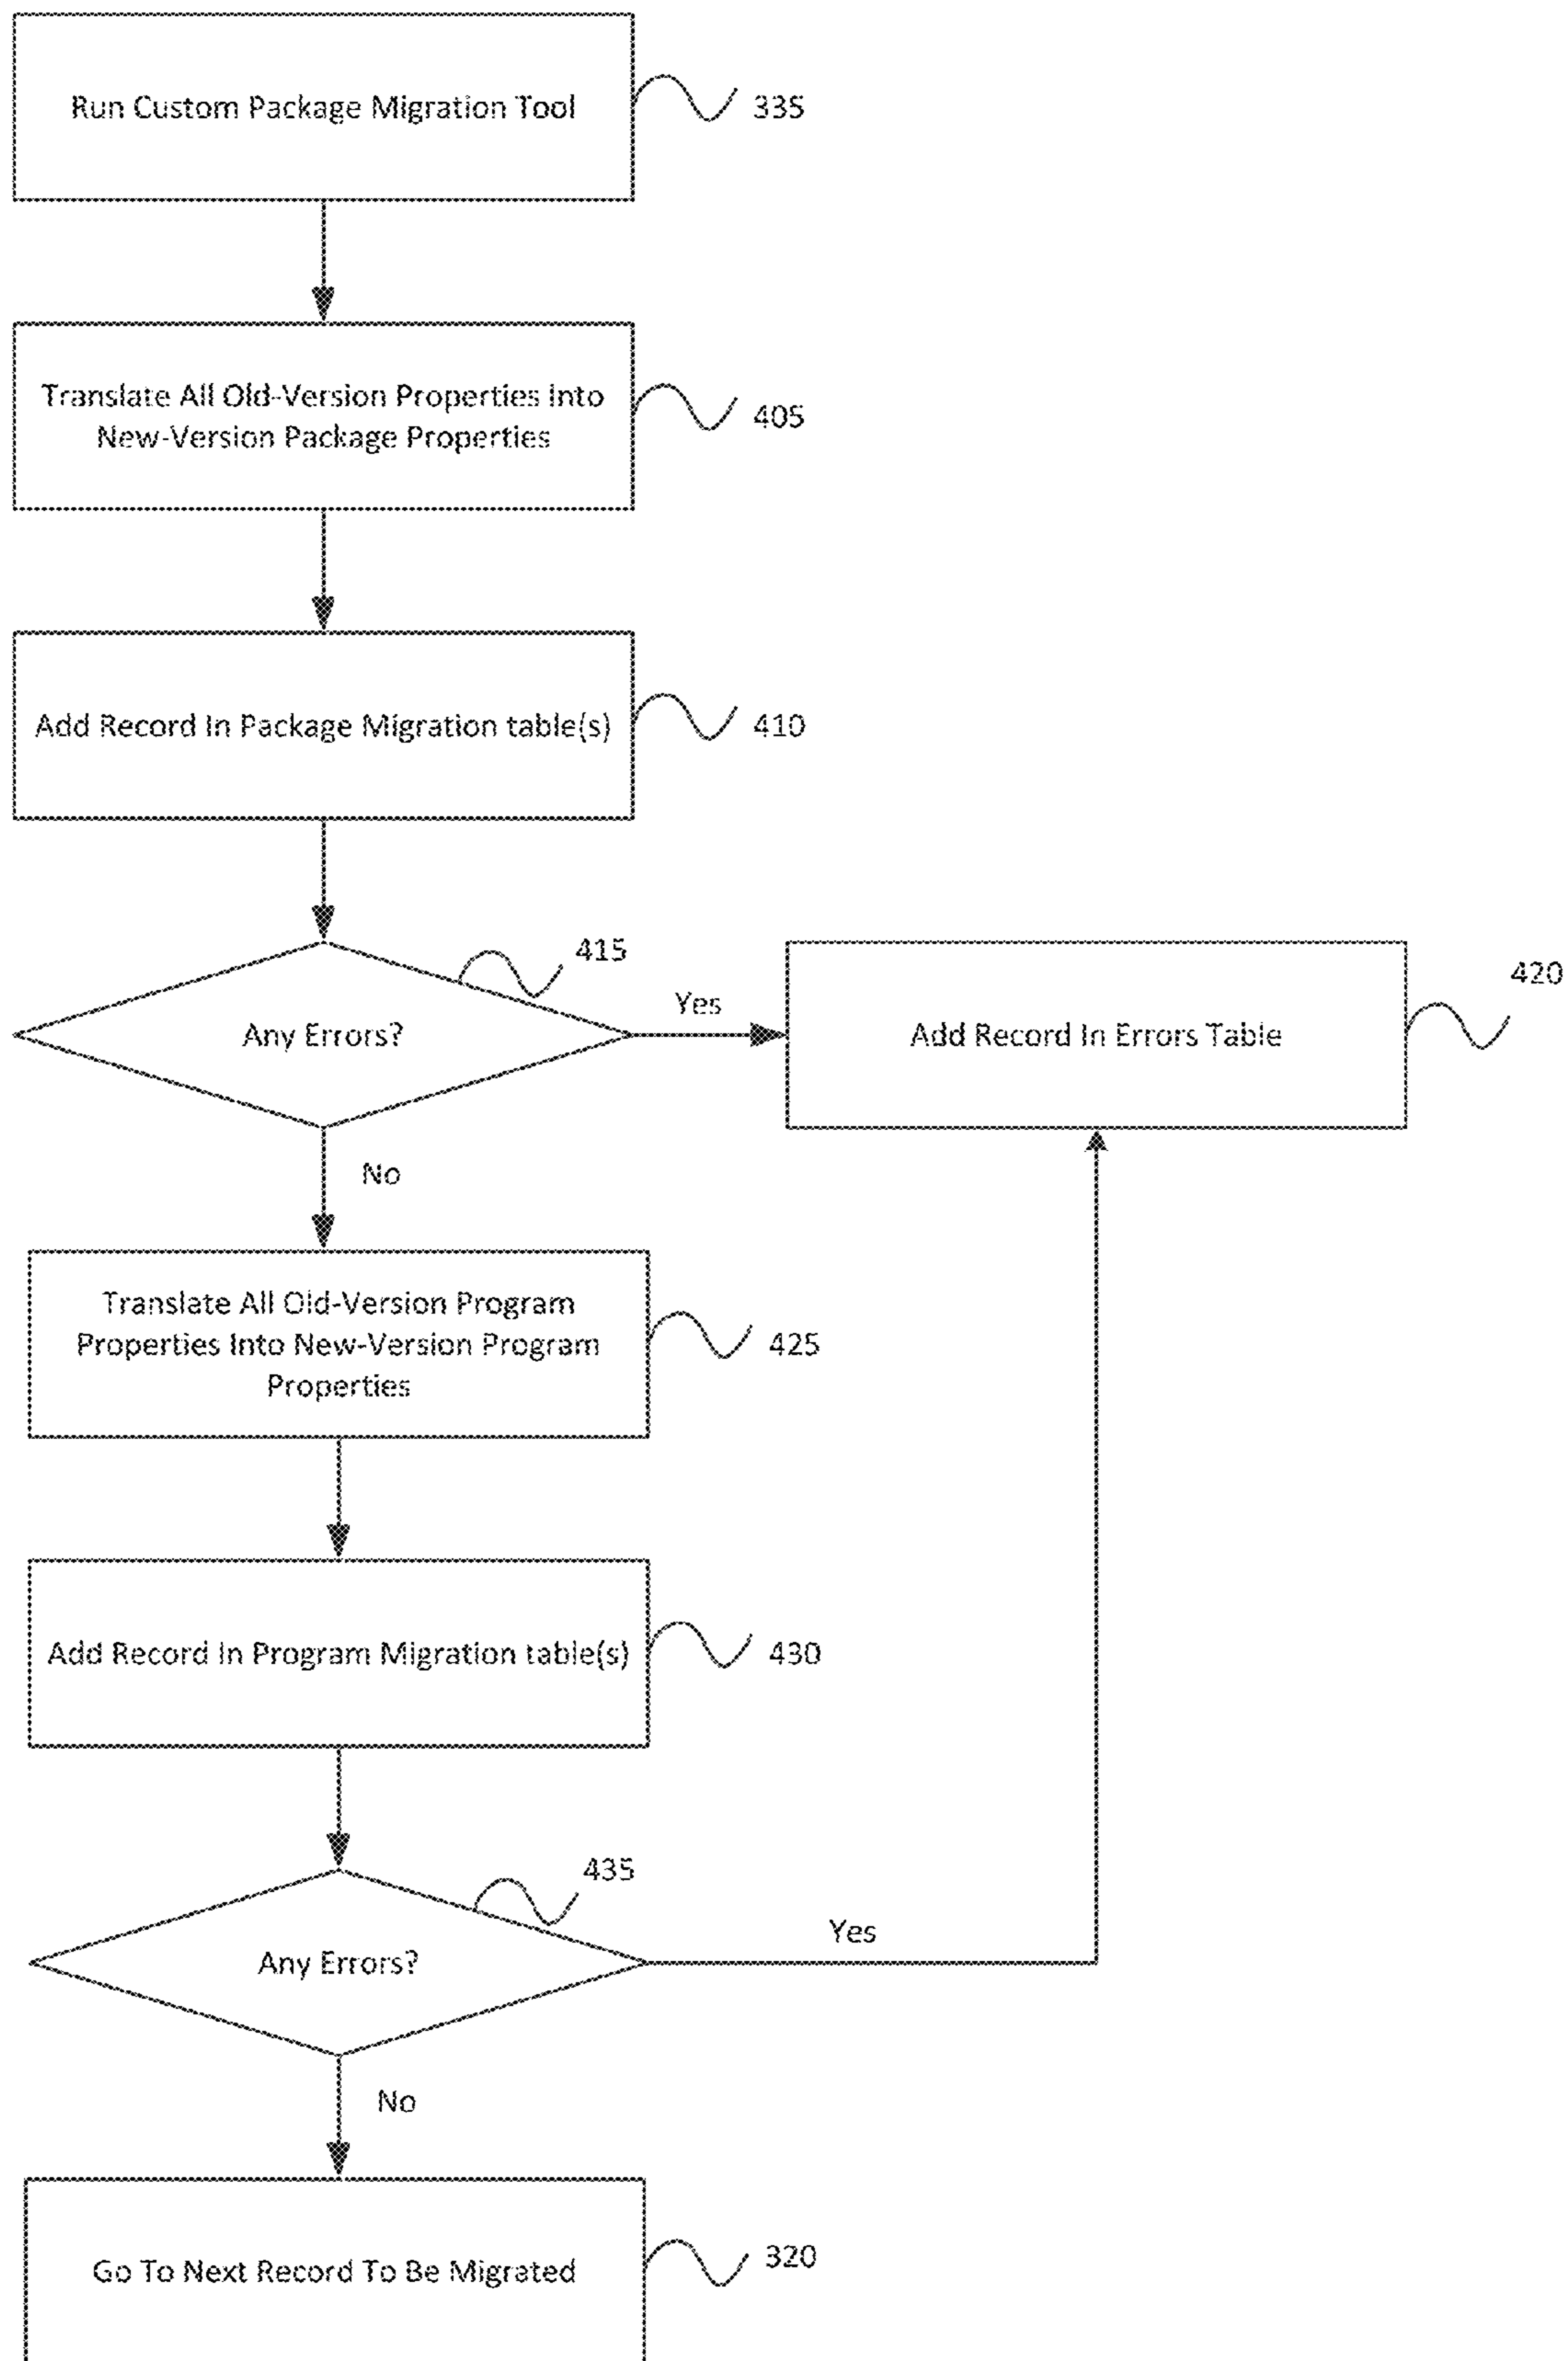 Run Custom Package Migration Tool
335
Translate All Old-Version Properties Into
New-Version Package Properties
405
Add Record In Package Migration table(s)
410
415
Any Errors?
Yes
Add Record In Errors Table
420
No
Translate All Old-Version Program
Properties Into New-Version Program
Properties
425
Add Record In Program Migration table(s)
430
435
Any Errors?
Yes
No
Go To Next Record To Be Migrated
320